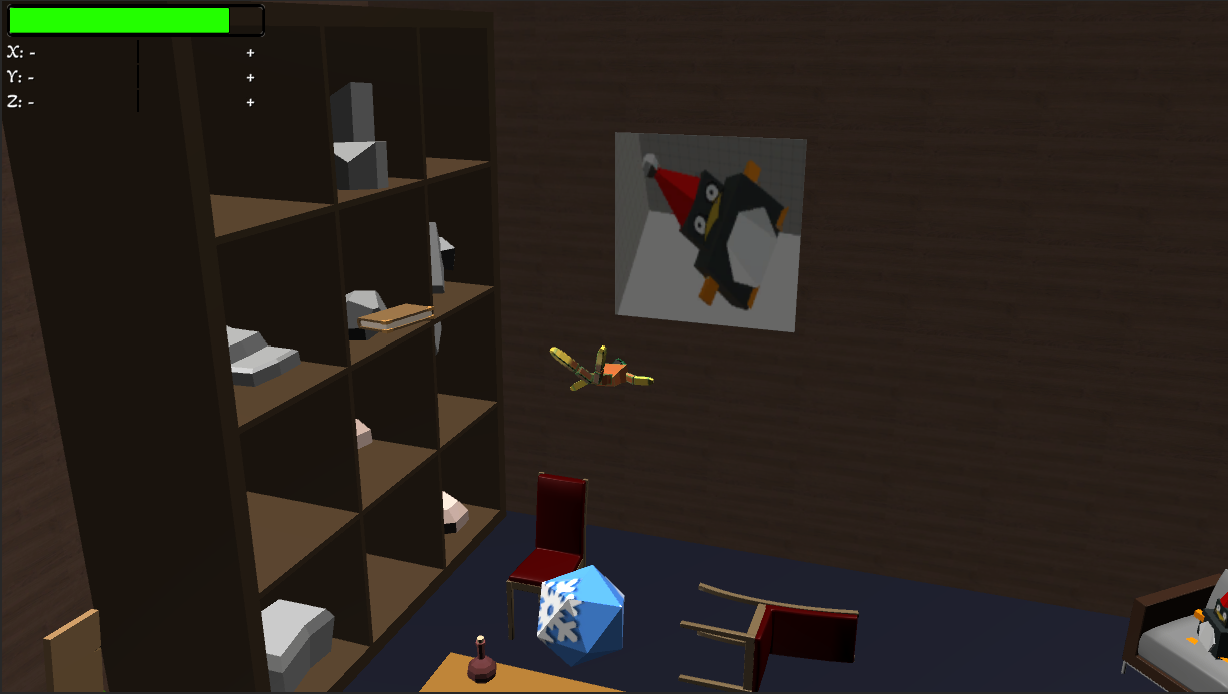 X: - +
Y: - +
Z: - +